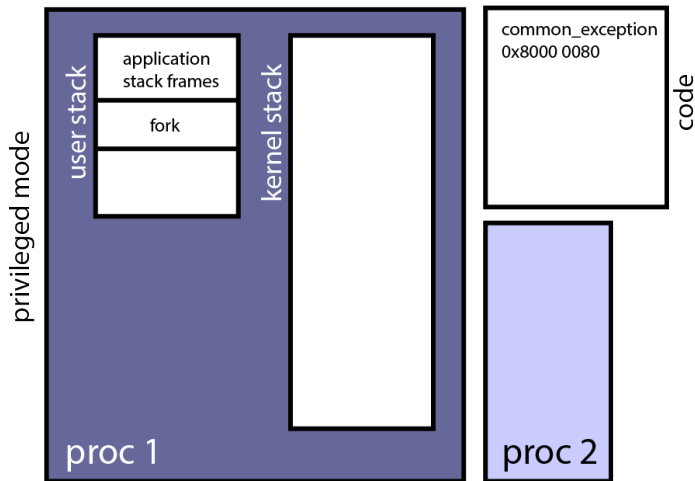 privileged mode
user stack
application
stack frames
fork
kernel stack
proc 1
common_exception
0x8000 0080
code
proc 2